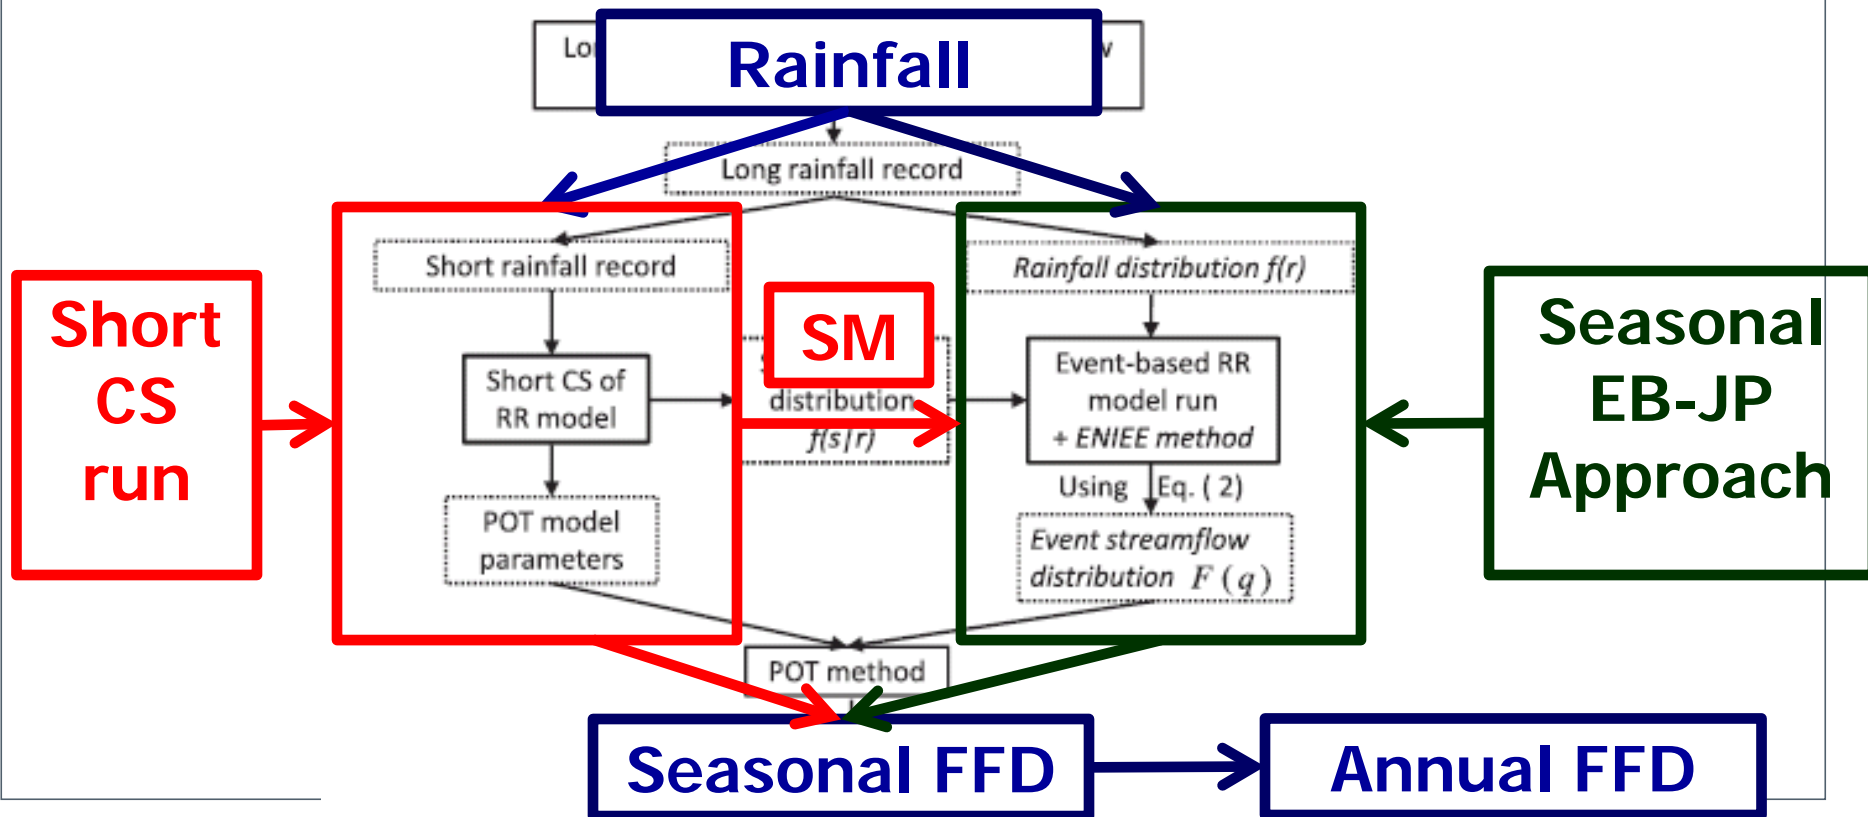 Rainfall
Long rainfall record
Short rainfall record
Rainfall distribution f(r)
Short
CS
run
SM
Seasonal
EB-JP
Approach
Short CS of
RR model
distribution
f(s|r)
Event-based RR
model run
+ ENIEE method
Using Eq. ( 2)
POT model
parameters
Event streamflow
distribution F ( q )
POT method
Seasonal FFD
Annual FFD